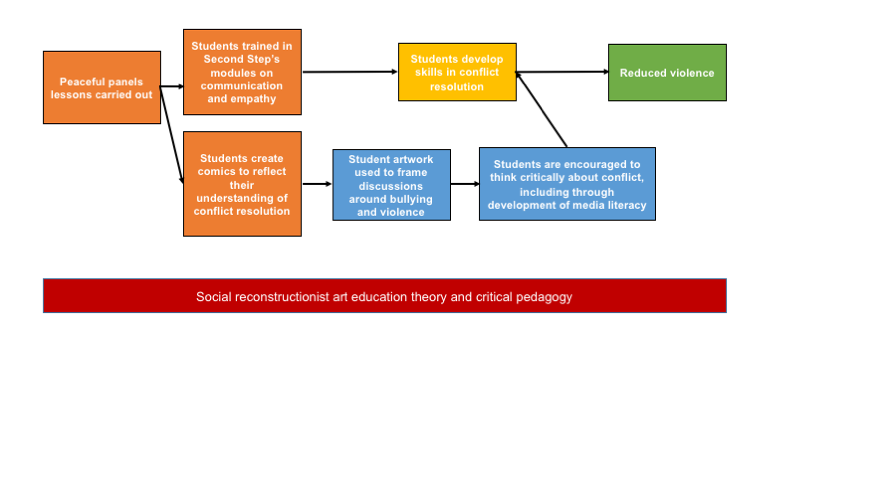 Peaceful panels
lessons carried out
Students trained in
Second Step's
modules on
communication
and empathy
Students develop
skills in conflict
resolution
Reduced violence
Students create
comics to reflect
their
understanding of
conflict resolution
Student artwork
used to frame
discussions
around bullying
and violence
Students are encouraged to
think critically about conflict,
including through
development of media literacy
Social reconstructionist art education theory and critical pedagogy